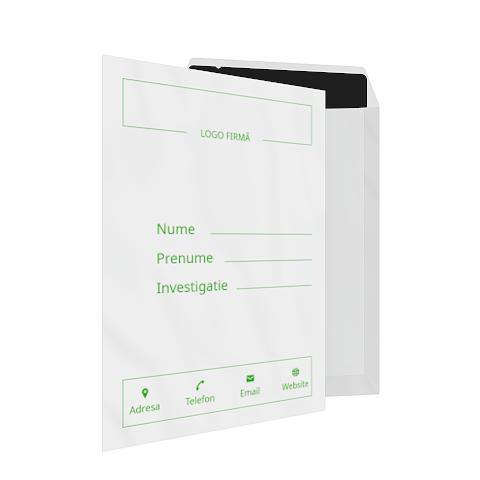 LOGO FIRMĂ
Nume
Prenume
Investigatie
Adresa Telefon Email Website